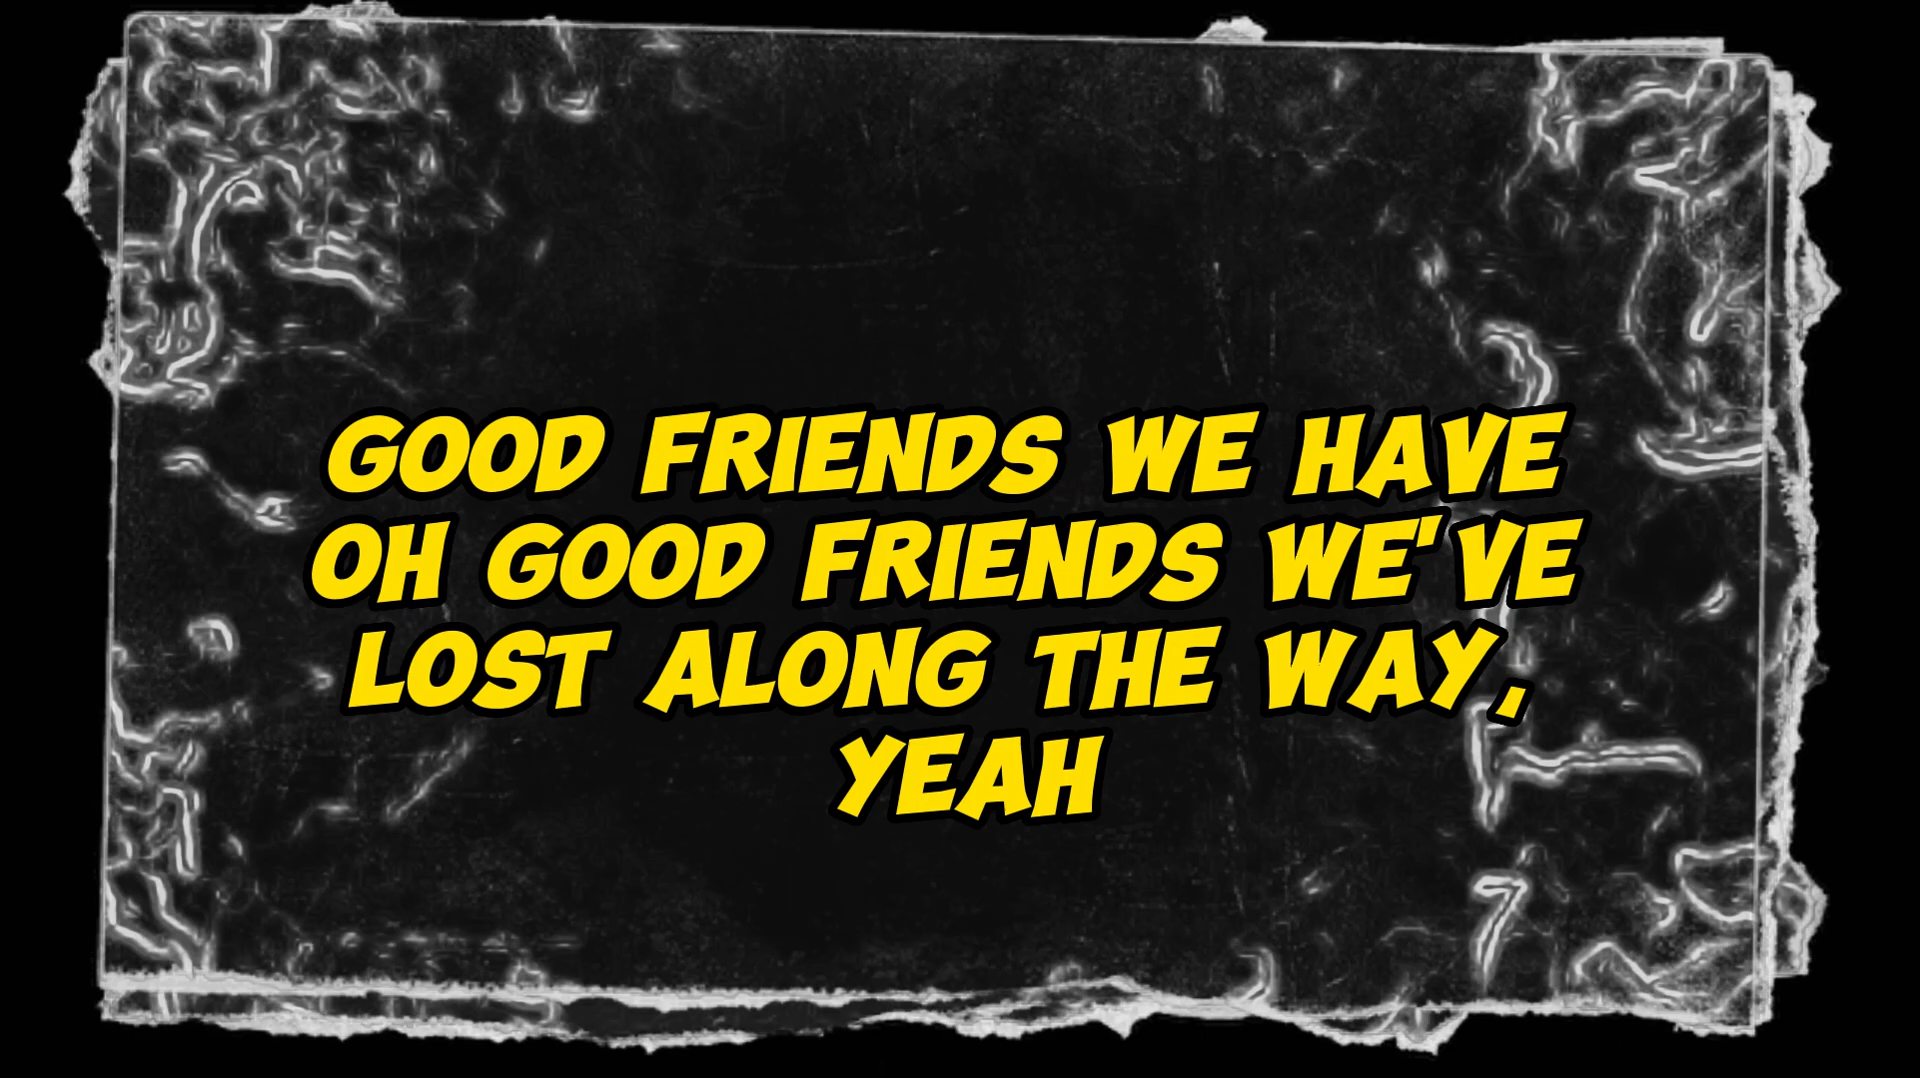 GOOD FRIENDS WE HAVE
OH GOOD FRIENDS WE'VE
LOST ALONG THE WAY,
YEAH